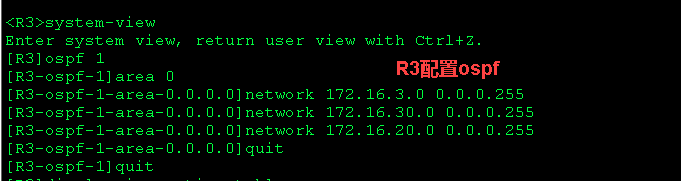 <R3>system-view
Enter system view, return user view with Ctrl+Z.
[R3]ospf 1
[R3-ospf-1]area 0
R3配置ospf
[R3-ospf-1-area-0.0.0.0]network 172.16.3.0 0.0.0.255
[R3-ospf-1-area-0.0.0.0]network 172.16.30.0 0.0.0.255
[R3-ospf-1-area-0.0.0.0]network 172.16.20.0 0.0.0.255
[R3-ospf-1-area-0.0.0.0]quit
[R3-ospf-1]quit